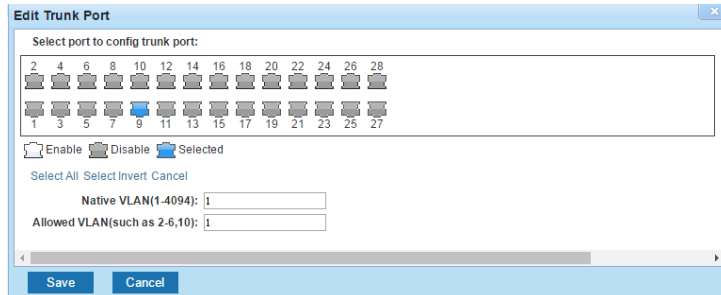 Edit Trunk Port
Select port to config trunk port:
2 4 6 8 10 12 14 16 18 20 22 24 26 28
1 3 5 7 9 11 13 15 17 19 21 23 25 27
Enable Disable Selected
Select All Select Invert Cancel
Native VLAN(1-4094): 1
Allowed VLAN(such as 2-6,10): 1
Save Cancel